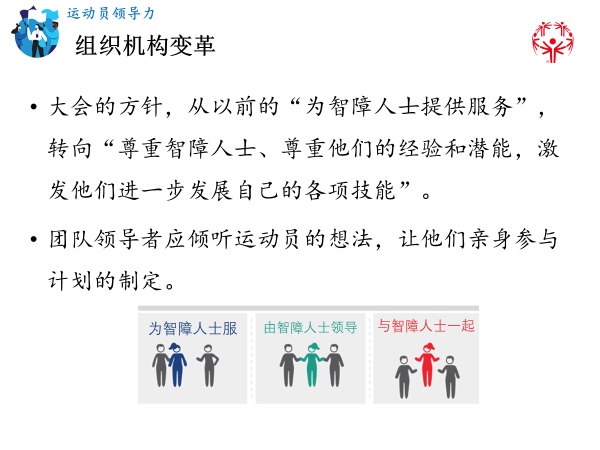 运动员领导力
组织机构变革
• 大会的方针，从以前的“为智障人士提供服务”，
转向“尊重智障人士、尊重他们的经验和潜能，激
发他们进一步发展自己的各项技能”。
• 团队领导者应倾听运动员的想法，让他们亲身参与
计划的制定。
为智障人士服
由智障人士领导
与智障人士一起